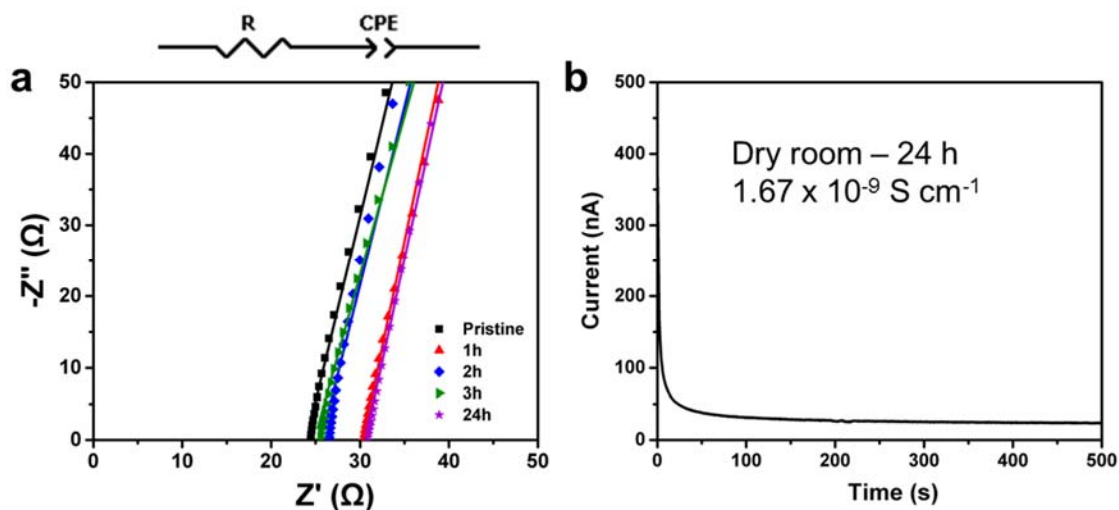 R CPE
a
50
40
30
20
10
0
-Z'' (Ω)
Pristine
1h
2h
3h
24h
0 10 20 30 40 50
Z' (Ω)
b
500
400
300
200
100
0
Current (nA)
Dry room – 24 h
1.67 x 10⁻⁹ S cm⁻¹
0 100 200 300 400 500
Time (s)